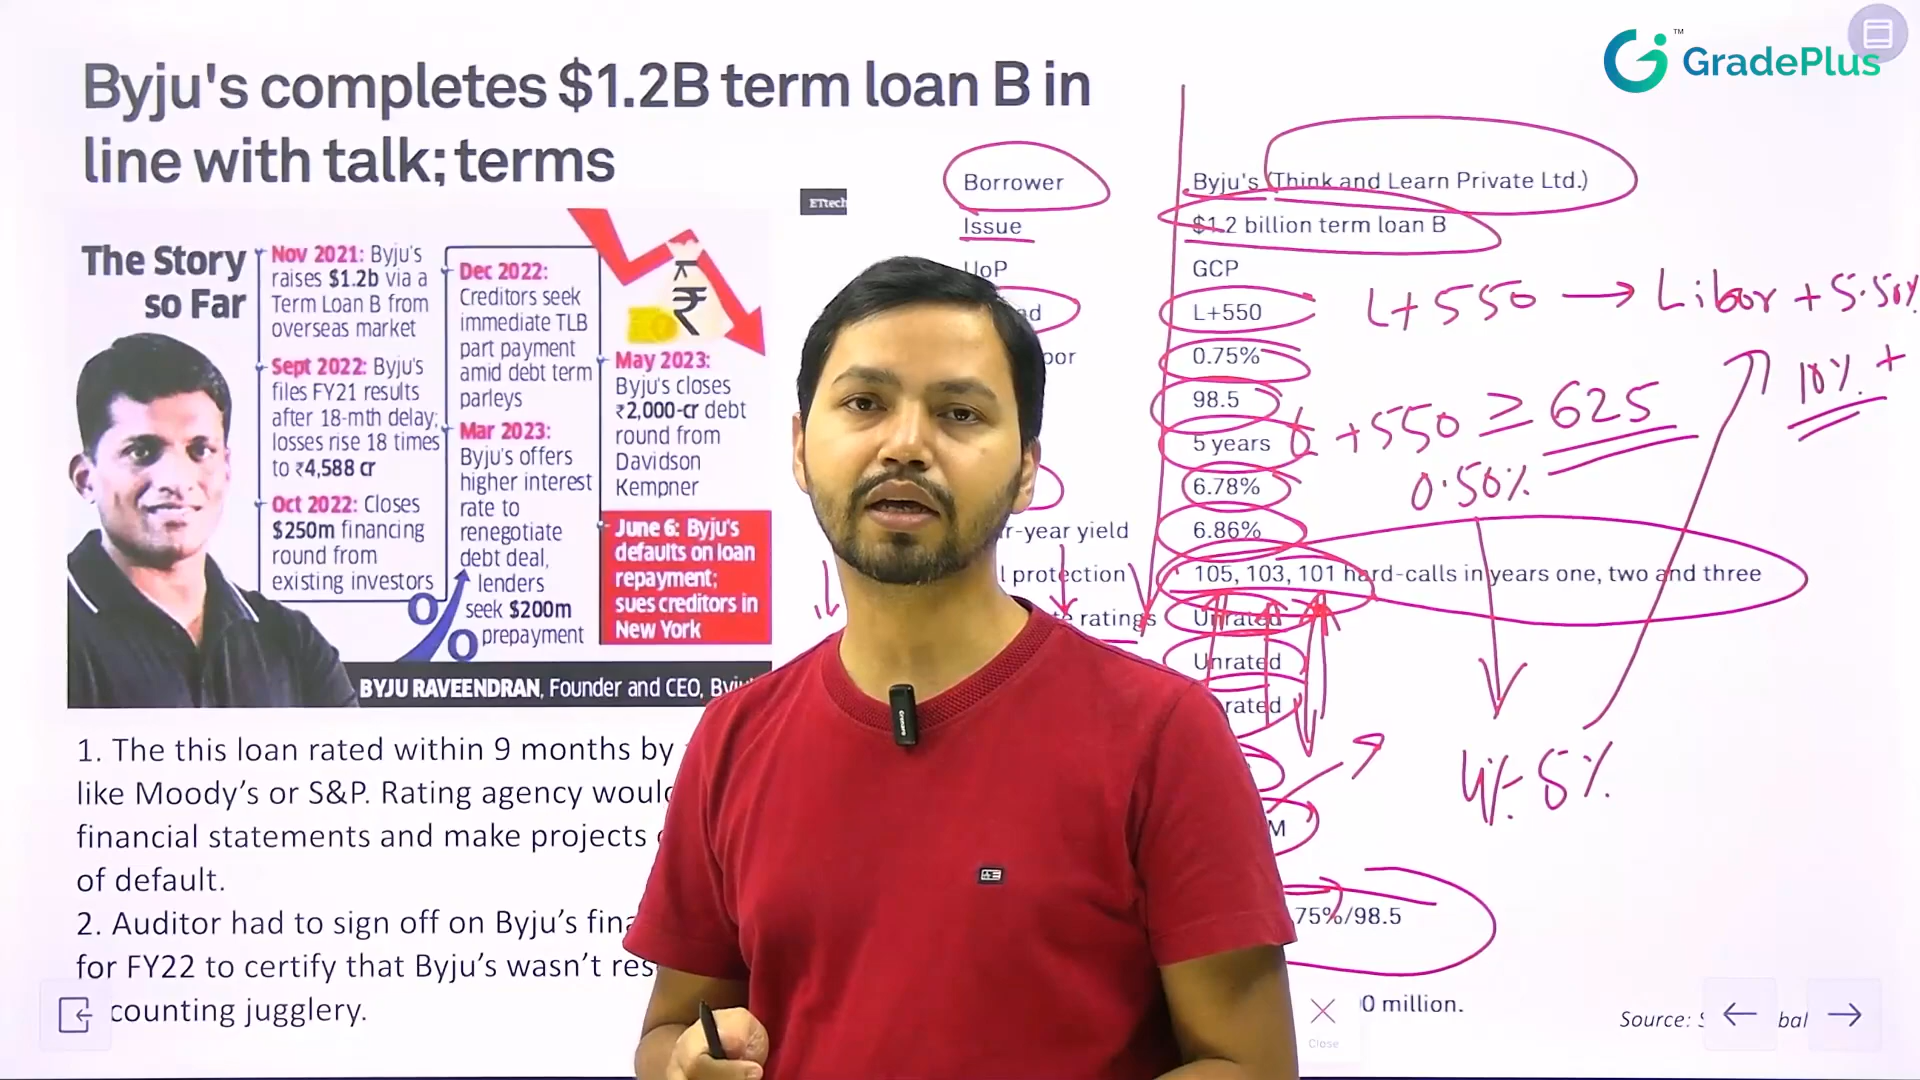 GradePlus
TM
Byju's completes $1.2B term loan B in
line with talk; terms
ETtech
The Story
so Far
Nov 2021: Byju's
raises $1.2b via a
Term Loan B from
overseas market
Sept 2022: Byju's
files FY21 results
after 18-mth delay;
losses rise 18 times
to ₹4,588 cr
Oct 2022: Closes
$250m financing
round from
existing investors
Dec 2022:
Creditors seek
immediate TLB
part payment
amid debt term
parleys
Mar 2023:
Byju's offers
higher interest
rate to
renegotiate
debt deal,
lenders
seek $200m
prepayment
₹
May 2023:
Byju's closes
₹2,000-cr debt
round from
Davidson
Kempner
June 6: Byju's
defaults on loan
repayment;
sues creditors in
New York
BYJU RAVEENDRAN, Founder and CEO,
1. The this loan rated within 9 months by
like Moody's or S&P. Rating agency would
financial statements and make projects
of default.
2. Auditor had to sign off on Byju's
for FY22 to certify that Byju's wasn't
counting jugglery.
Borrower Byju's (Think and Learn Private Ltd.)
Issue $1.2 billion term loan B
UoP GCP
L+550
0.75%
98.5
5 years
6.78%
r-year yield 6.86%
l protection 105, 103, 101 hard-calls in years one, two and three
ratings Unrated
Unrated
rated
M
75%/98.5
0 million.
L+550 → Libor + 5.50%
10% +
L +550 ≥ 625
0.50%
4%-5%
Close
Source:
bal